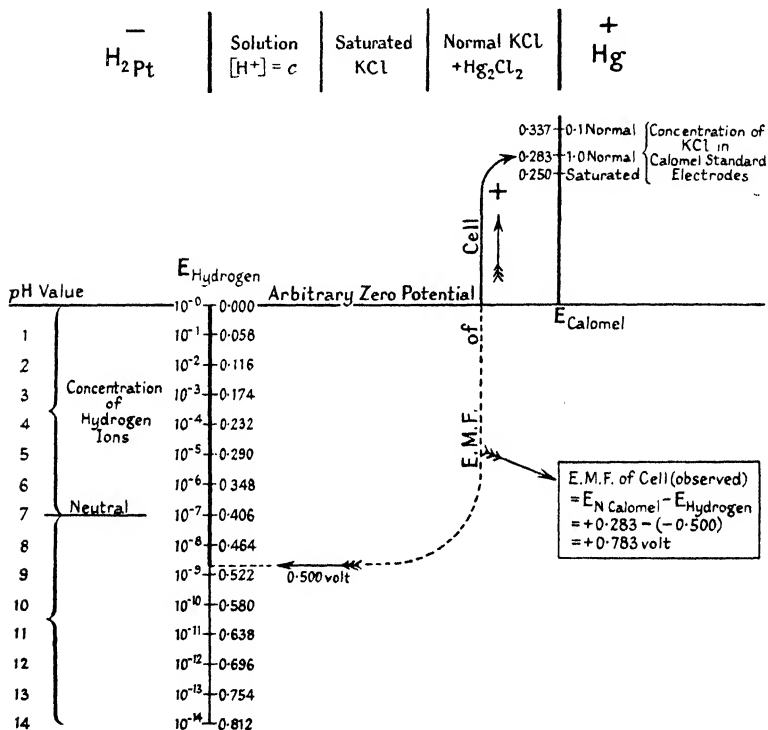 − +
H₂Pt | Solution [H⁺] = c | Saturated KCl | Normal KCl +Hg₂Cl₂ | Hg
0·337 0·1 Normal
0·283 1·0 Normal
0·250 Saturated
Concentration of
KCl in
Calomel Standard
Electrodes
+
E.M.F. of Cell
pH Value
E Hydrogen
Arbitrary Zero Potential
E Calomel
10⁻⁰ 0·000
1 10⁻¹ 0·058
2 10⁻² 0·116
3 10⁻³ 0·174
4 10⁻⁴ 0·232
5 10⁻⁵ 0·290
6 10⁻⁶ 0·348
7 Neutral 10⁻⁷ 0·406
8 10⁻⁸ 0·464
9 10⁻⁹ 0·522
10 10⁻¹⁰ 0·580
11 10⁻¹¹ 0·638
12 10⁻¹² 0·696
13 10⁻¹³ 0·754
14 10⁻¹⁴ 0·812
Concentration
of
Hydrogen
Ions
0·500 volt
E.M.F. of Cell (observed)
= E N Calomel − E Hydrogen
= +0·283 − (−0·500)
= +0·783 volt